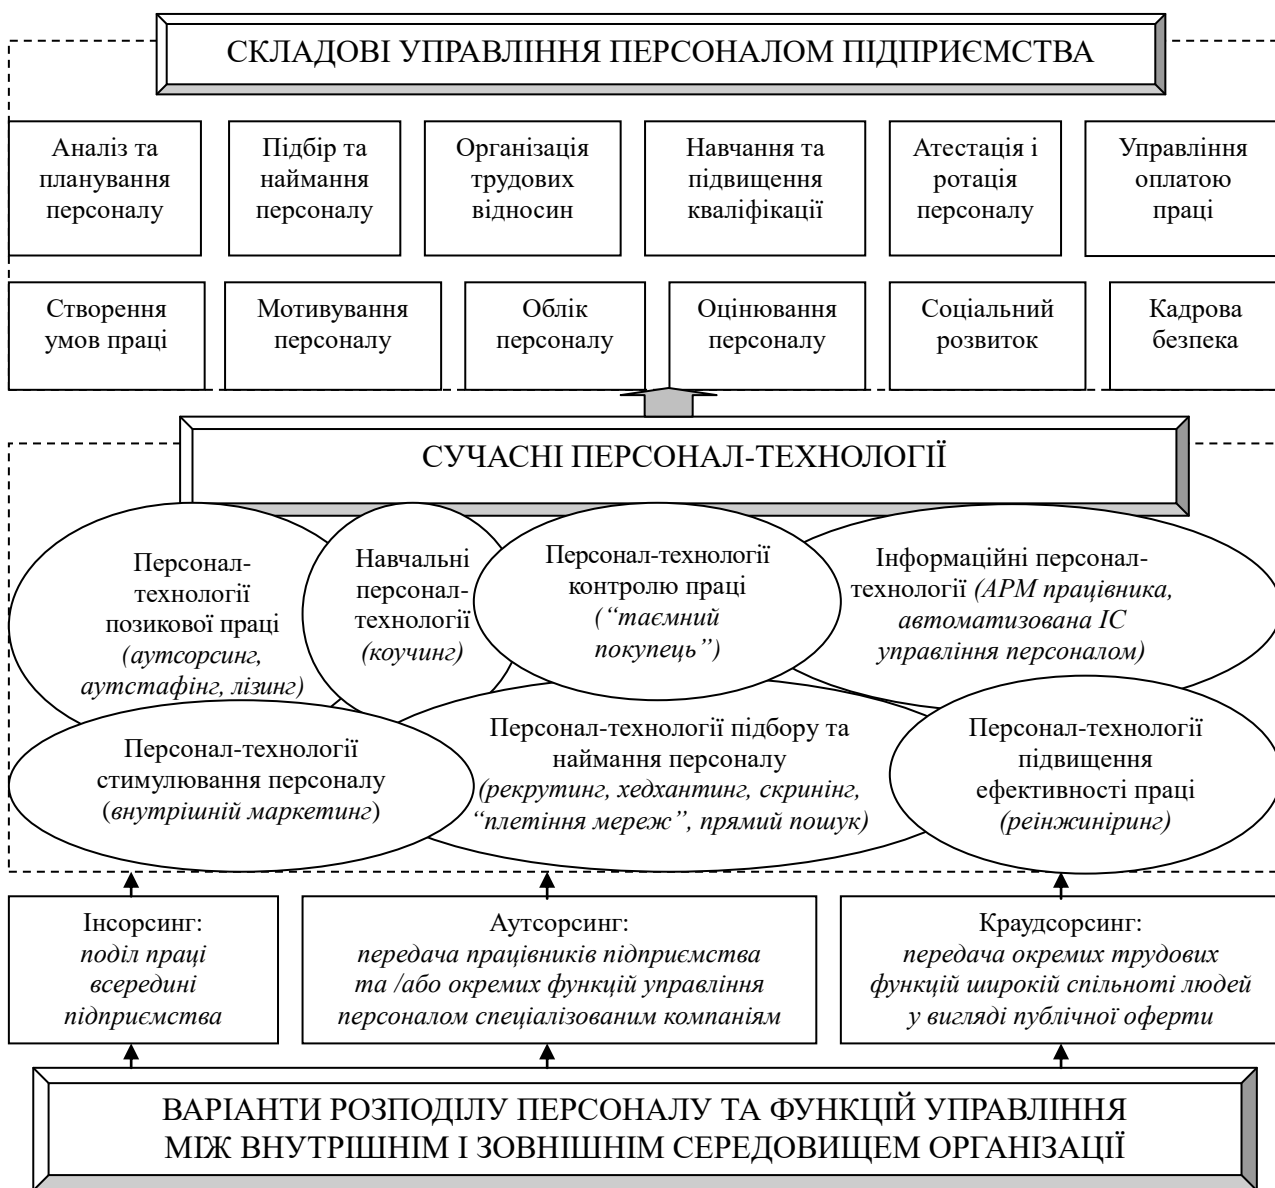 СКЛАДОВІ УПРАВЛІННЯ ПЕРСОНАЛОМ ПІДПРИЄМСТВА
Аналіз та
планування
персоналу
Підбір та
наймання
персоналу
Організація
трудових
відносин
Навчання та
підвищення
кваліфікації
Атестація і
ротація
персоналу
Управління
оплатою
праці
Створення
умов праці
Мотивування
персоналу
Облік
персоналу
Оцінювання
персоналу
Соціальний
розвиток
Кадрова
безпека
СУЧАСНІ ПЕРСОНАЛ-ТЕХНОЛОГІЇ
Персонал-
технології
позикової праці
(аутсорсинг,
аутстафінг, лізинг)
Навчальні
персонал-
технології
(коучинг)
Персонал-технології
контролю праці
(“таємний
покупець”)
Інформаційні персонал-
технології (АРМ працівника,
автоматизована ІС
управління персоналом)
Персонал-технології
стимулювання персоналу
(внутрішній маркетинг)
Персонал-технології підбору та
наймання персоналу
(рекрутинг, хедхантинг, скринінг,
“плетіння мереж”, прямий пошук)
Персонал-технології
підвищення
ефективності праці
(реінжиніринг)
Інсорсинг:
поділ праці
всередині
підприємства
Аутсорсинг:
передача працівників підприємства
та /або окремих функцій управління
персоналом спеціалізованим компаніям
Краудсорсинг:
передача окремих трудових
функцій широкій спільноті людей
у вигляді публічної оферти
ВАРІАНТИ РОЗПОДІЛУ ПЕРСОНАЛУ ТА ФУНКЦІЙ УПРАВЛІННЯ
МІЖ ВНУТРІШНІМ І ЗОВНІШНІМ СЕРЕДОВИЩЕМ ОРГАНІЗАЦІЇ